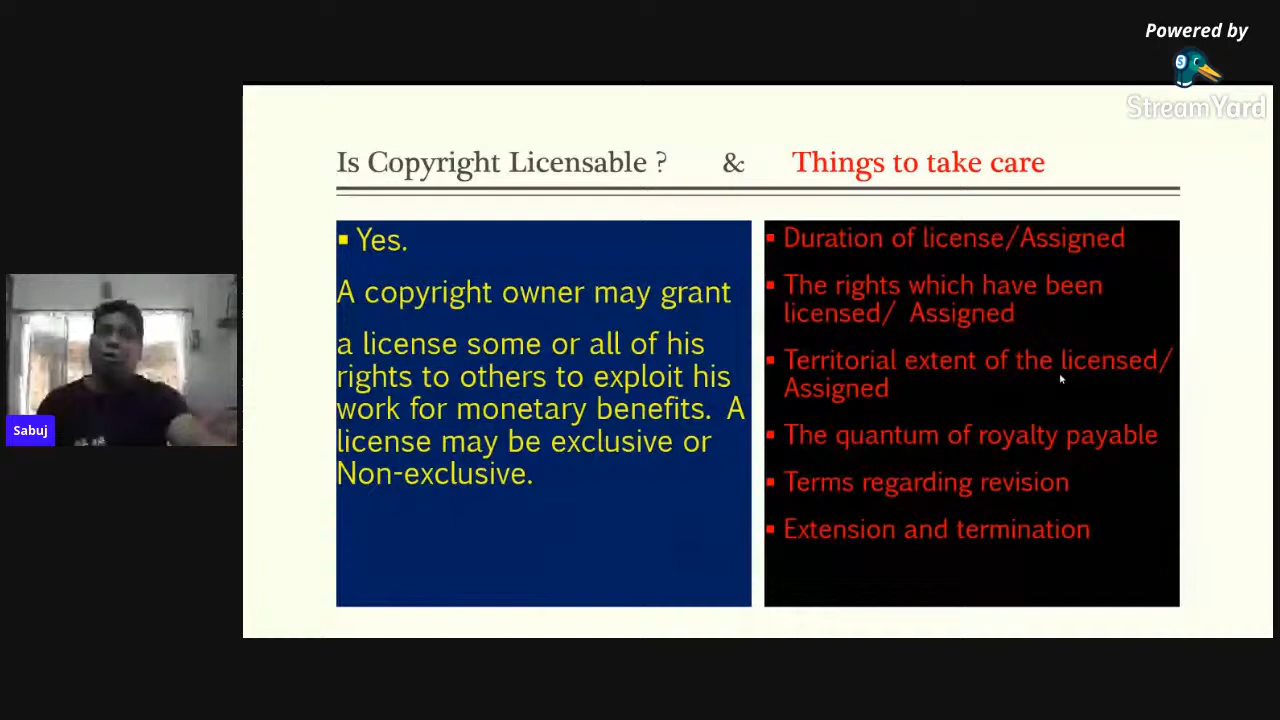 Powered by
StreamYard
Is Copyright Licensable ? & Things to take care
▪ Yes.
A copyright owner may grant
a license some or all of his
rights to others to exploit his
work for monetary benefits. A
license may be exclusive or
Non-exclusive.
▪ Duration of license/Assigned
▪ The rights which have been
licensed/ Assigned
▪ Territorial extent of the licensed/
Assigned
▪ The quantum of royalty payable
▪ Terms regarding revision
▪ Extension and termination
Sabuj